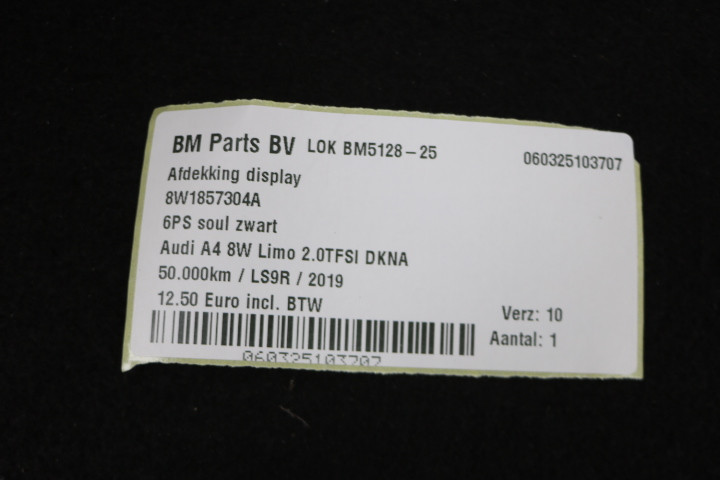 BM Parts BV LOK BM5128-25 060325103707
Afdekking display
8W1857304A
6PS soul zwart
Audi A4 8W Limo 2.0TFSI DKNA
50.000km / LS9R / 2019
12.50 Euro incl. BTW
Verz: 10
Aantal: 1
060325103707